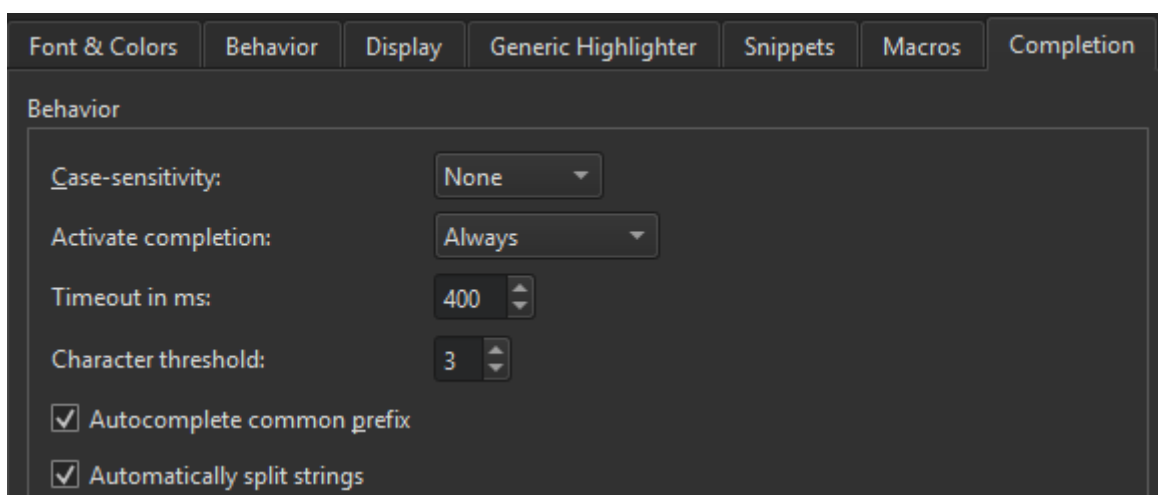 Font & Colors Behavior Display Generic Highlighter Snippets Macros Completion
Behavior
Case-sensitivity: None
Activate completion: Always
Timeout in ms: 400
Character threshold: 3
Autocomplete common prefix
Automatically split strings